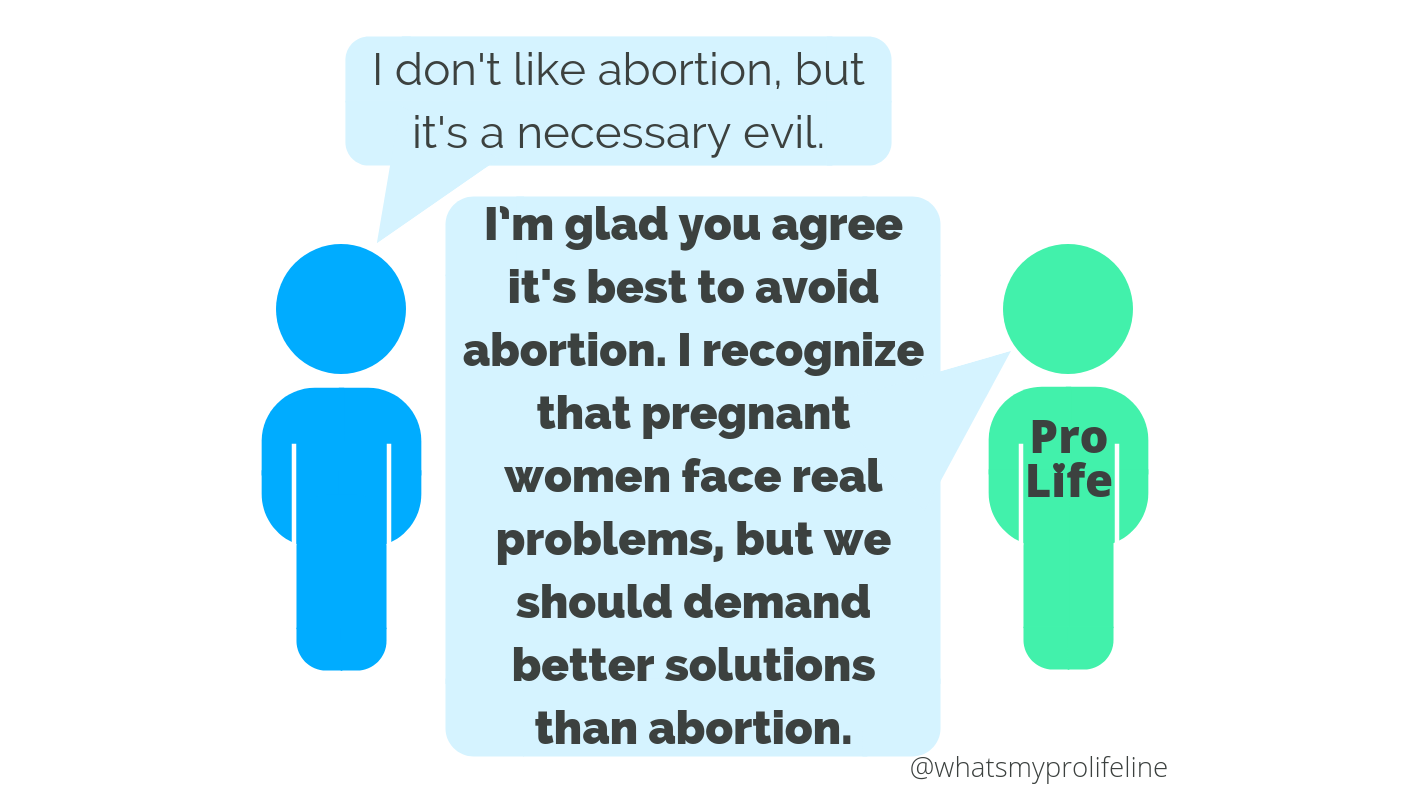 I don't like abortion, but
it's a necessary evil.
I’m glad you agree
it's best to avoid
abortion. I recognize
that pregnant
women face real
problems, but we
should demand
better solutions
than abortion.
Pro
Life
@whatsmyprolifeline